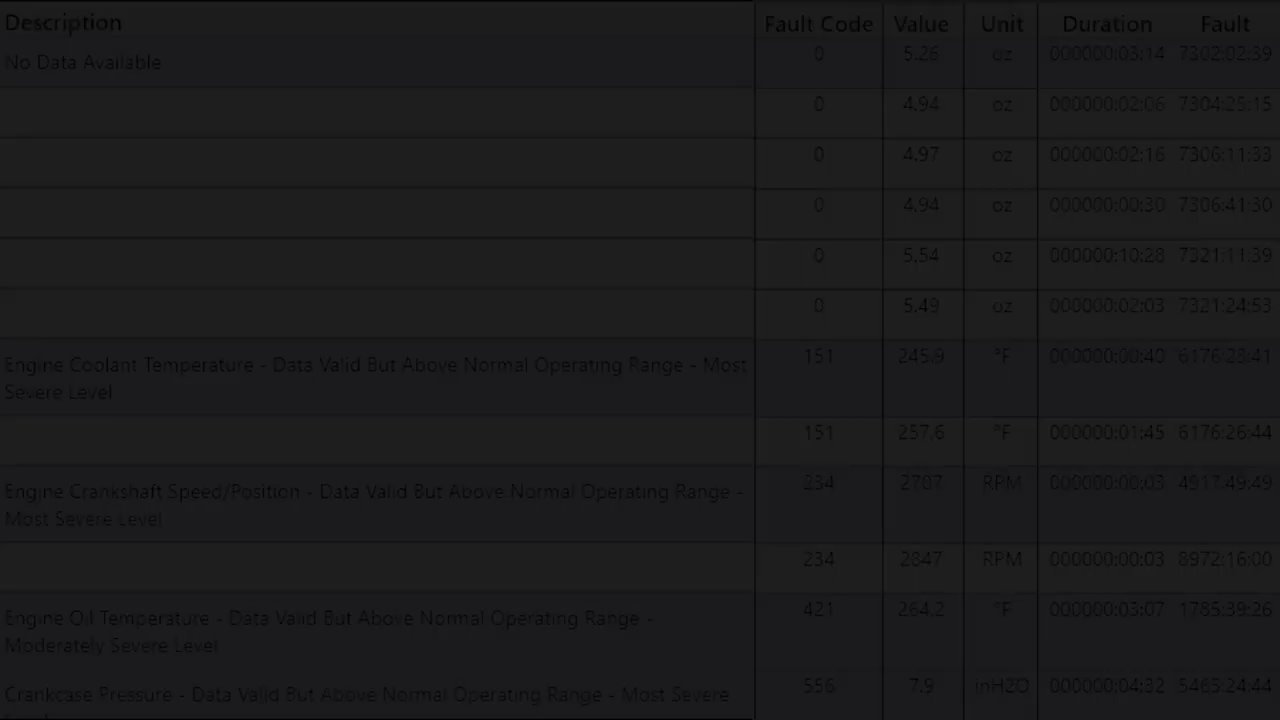 Description Fault Code Value Unit Duration Fault
No Data Available 0 5.26 oz 000000:03:14 7302:02:39
0 4.94 oz 000000:02:06 7304:25:15
0 4.97 oz 000000:02:16 7306:11:33
0 4.94 oz 000000:00:30 7306:41:30
0 5.54 oz 000000:10:28 7321:11:39
0 5.49 oz 000000:02:03 7321:24:53
Engine Coolant Temperature - Data Valid But Above Normal Operating Range - Most 151 245.9 °F 000000:00:40 6176:23:41
Severe Level
151 257.6 °F 000000:01:45 6176:26:44
Engine Crankshaft Speed/Position - Data Valid But Above Normal Operating Range - 234 2707 RPM 000000:00:03 4917:49:49
Most Severe Level
234 2847 RPM 000000:00:03 8972:16:00
Engine Oil Temperature - Data Valid But Above Normal Operating Range - 421 264.2 °F 000000:03:07 1785:39:26
Moderately Severe Level
Crankcase Pressure - Data Valid But Above Normal Operating Range - Most Severe 556 7.9 inH2O 000000:04:32 5465:24:44